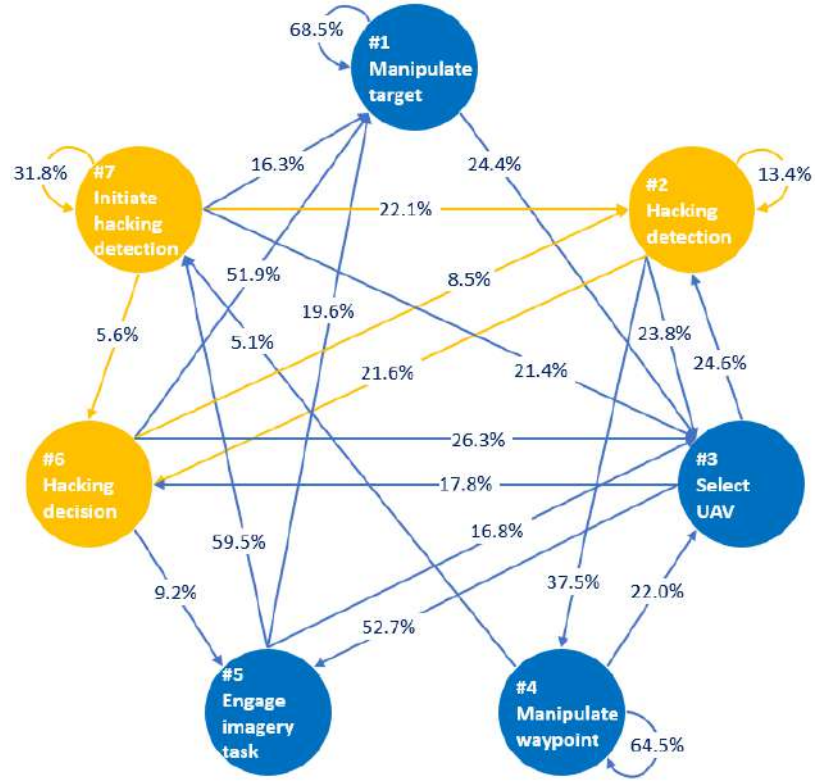 68.5%
#1
Manipulate
target
31.8%
#7
Initiate
hacking
detection
16.3%
24.4%
#2
Hacking
detection
13.4%
22.1%
51.9%
8.5%
5.6%
19.6%
5.1%
23.8%
24.6%
21.6%
21.4%
#6
Hacking
decision
26.3%
#3
Select
UAV
17.8%
59.5%
16.8%
9.2%
37.5%
22.0%
52.7%
#5
Engage
imagery
task
#4
Manipulate
waypoint
64.5%